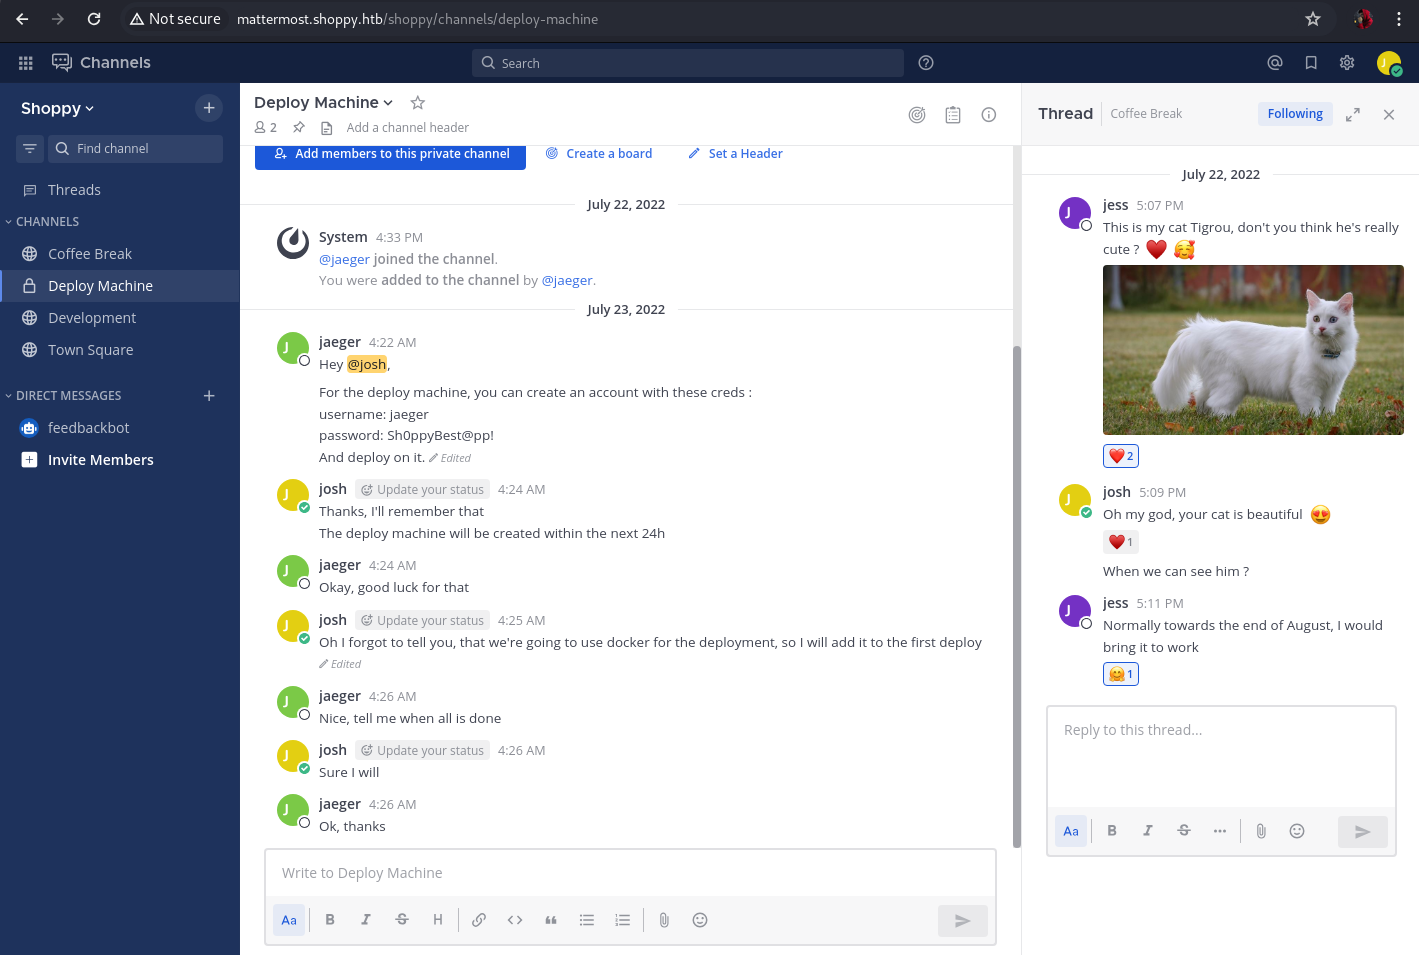 Not secure mattermost.shoppy.htb/shoppy/channels/deploy-machine
Channels
Search
J
Shoppy
Find channel
Threads
CHANNELS
Coffee Break
Deploy Machine
Development
Town Square
DIRECT MESSAGES
feedbackbot
Invite Members
Deploy Machine
2 Add a channel header
Add members to this private channel Create a board Set a Header
July 22, 2022
System 4:33 PM
@jaeger joined the channel.
You were added to the channel by @jaeger.
July 23, 2022
J
jaeger 4:22 AM
Hey @josh,
For the deploy machine, you can create an account with these creds :
username: jaeger
password: Sh0ppyBest@pp!
And deploy on it. Edited
J
josh Update your status 4:24 AM
Thanks, I'll remember that
The deploy machine will be created within the next 24h
J
jaeger 4:24 AM
Okay, good luck for that
J
josh Update your status 4:25 AM
Oh I forgot to tell you, that we're going to use docker for the deployment, so I will add it to the first deploy
Edited
J
jaeger 4:26 AM
Nice, tell me when all is done
J
josh Update your status 4:26 AM
Sure I will
J
jaeger 4:26 AM
Ok, thanks
Write to Deploy Machine
Aa B I S H
Thread Coffee Break Following
July 22, 2022
J
jess 5:07 PM
This is my cat Tigrou, don't you think he's really
cute ? ❤️ 🥰
❤️ 2
J
josh 5:09 PM
Oh my god, your cat is beautiful 😍
❤️ 1
When we can see him ?
J
jess 5:11 PM
Normally towards the end of August, I would
bring it to work
🤗 1
Reply to this thread...
Aa B I S